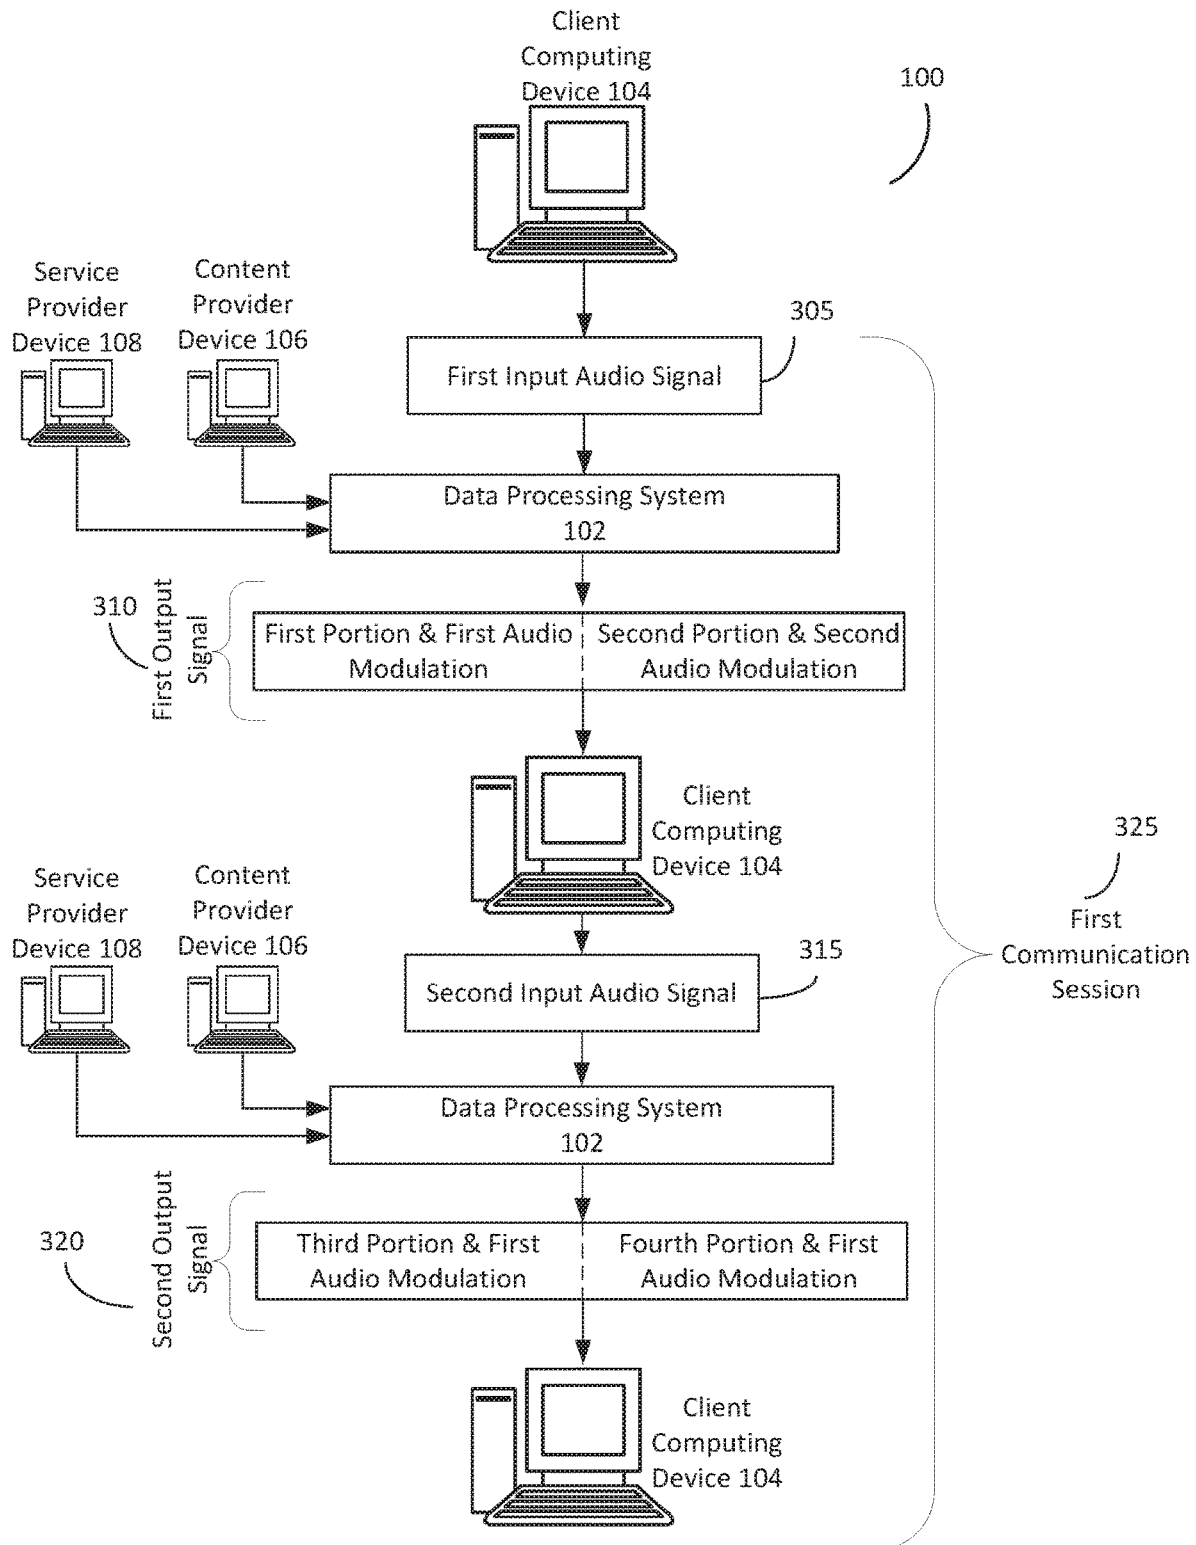 Client
Computing
Device 104
100
Service
Provider
Device 108
Content
Provider
Device 106
305
First Input Audio Signal
Data Processing System
102
310
First Output
Signal
First Portion & First Audio
Modulation
Second Portion & Second
Audio Modulation
Client
Computing
Device 104
325
First
Communication
Session
Service
Provider
Device 108
Content
Provider
Device 106
315
Second Input Audio Signal
Data Processing System
102
320
Second Output
Signal
Third Portion & First
Audio Modulation
Fourth Portion & First
Audio Modulation
Client
Computing
Device 104